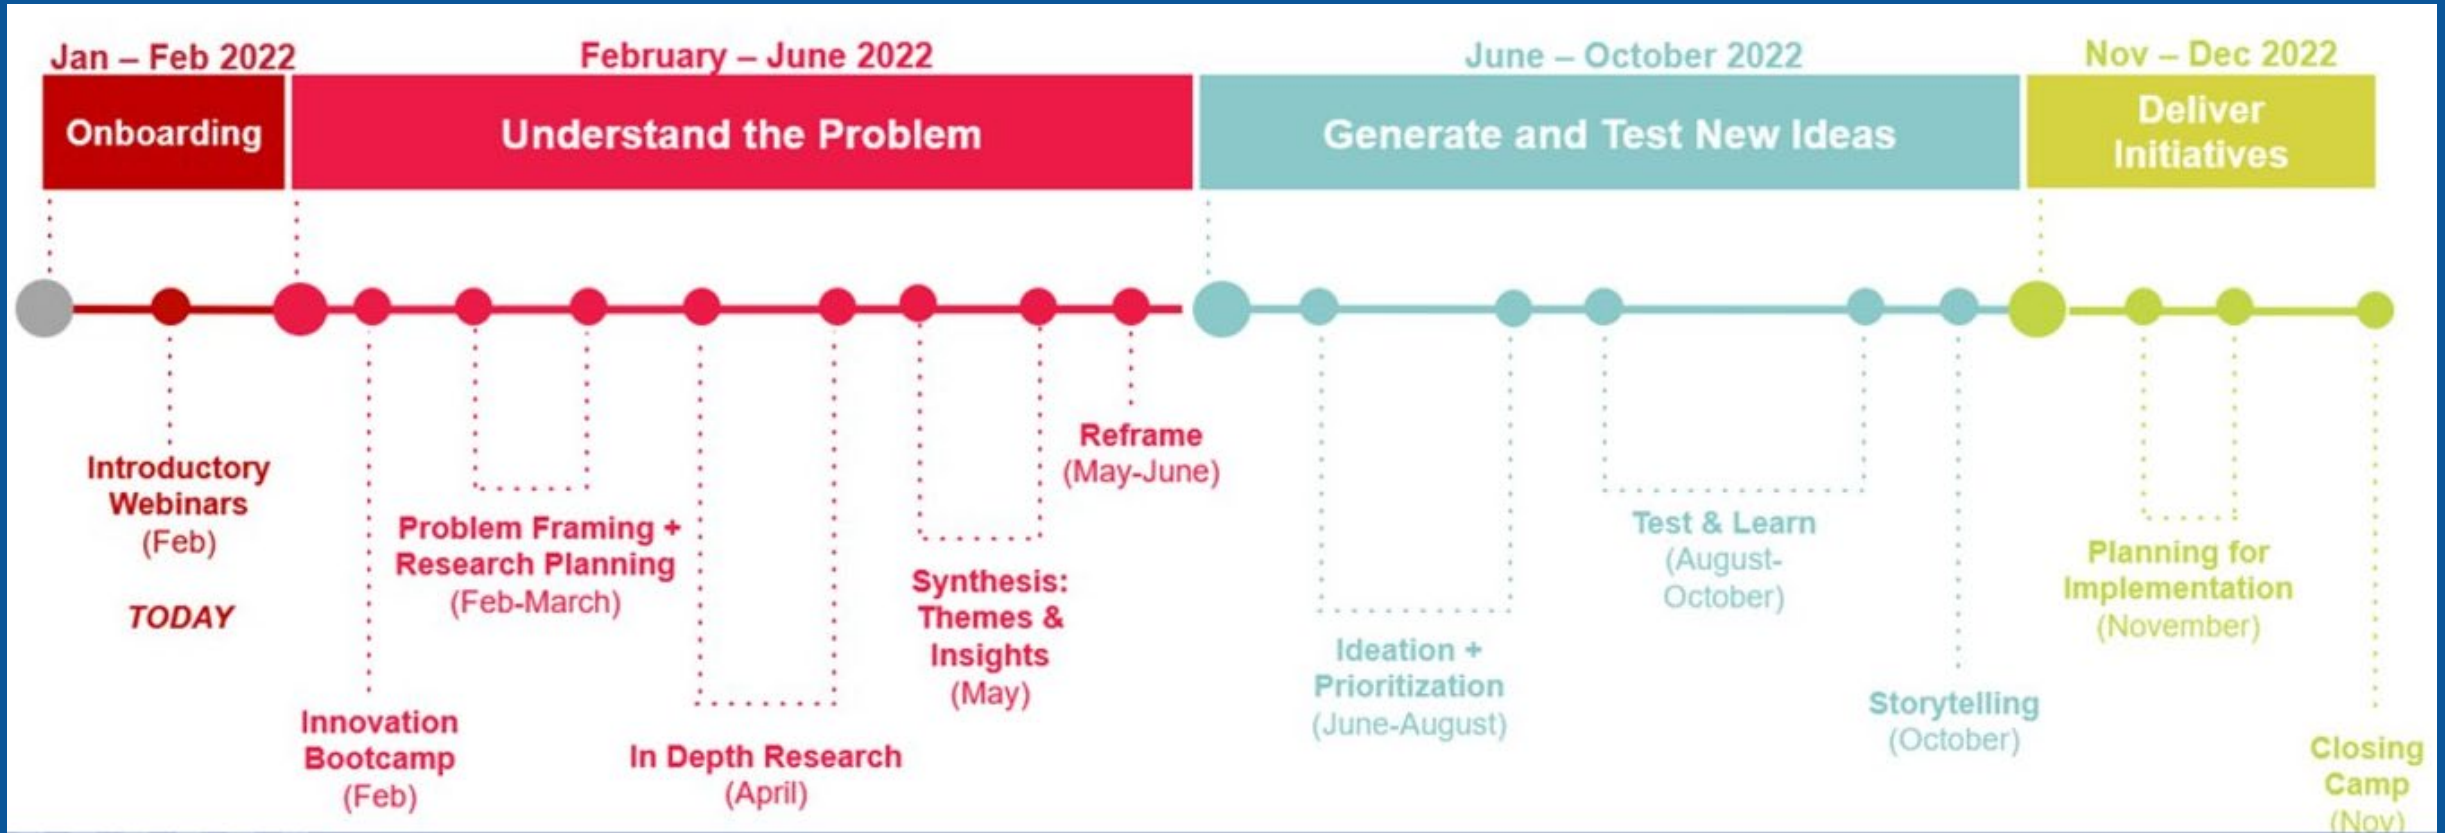 Jan – Feb 2022
February – June 2022
June – October 2022
Nov – Dec 2022
Onboarding
Understand the Problem
Generate and Test New Ideas
Deliver
Initiatives
Introductory
Webinars
(Feb)
TODAY
Innovation
Bootcamp
(Feb)
Problem Framing +
Research Planning
(Feb-March)
In Depth Research
(April)
Synthesis:
Themes &
Insights
(May)
Reframe
(May-June)
Ideation +
Prioritization
(June-August)
Test & Learn
(August-
October)
Storytelling
(October)
Planning for
Implementation
(November)
Closing
Camp
(Nov)